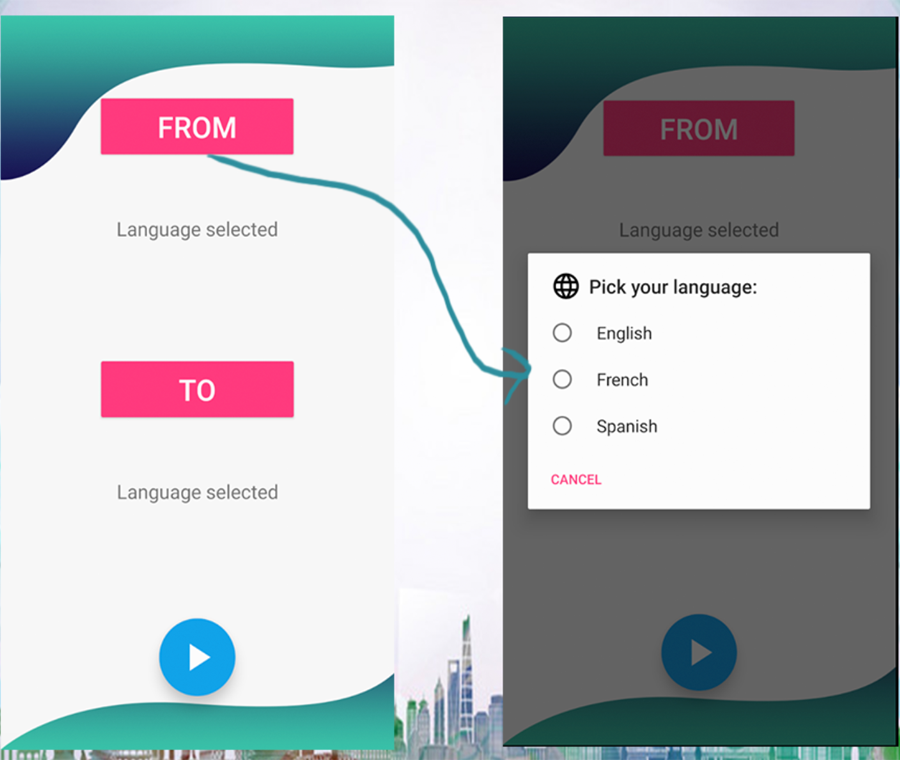 FROM
Language selected
TO
Language selected
FROM
Language selected
Pick your language:
English
French
Spanish
CANCEL